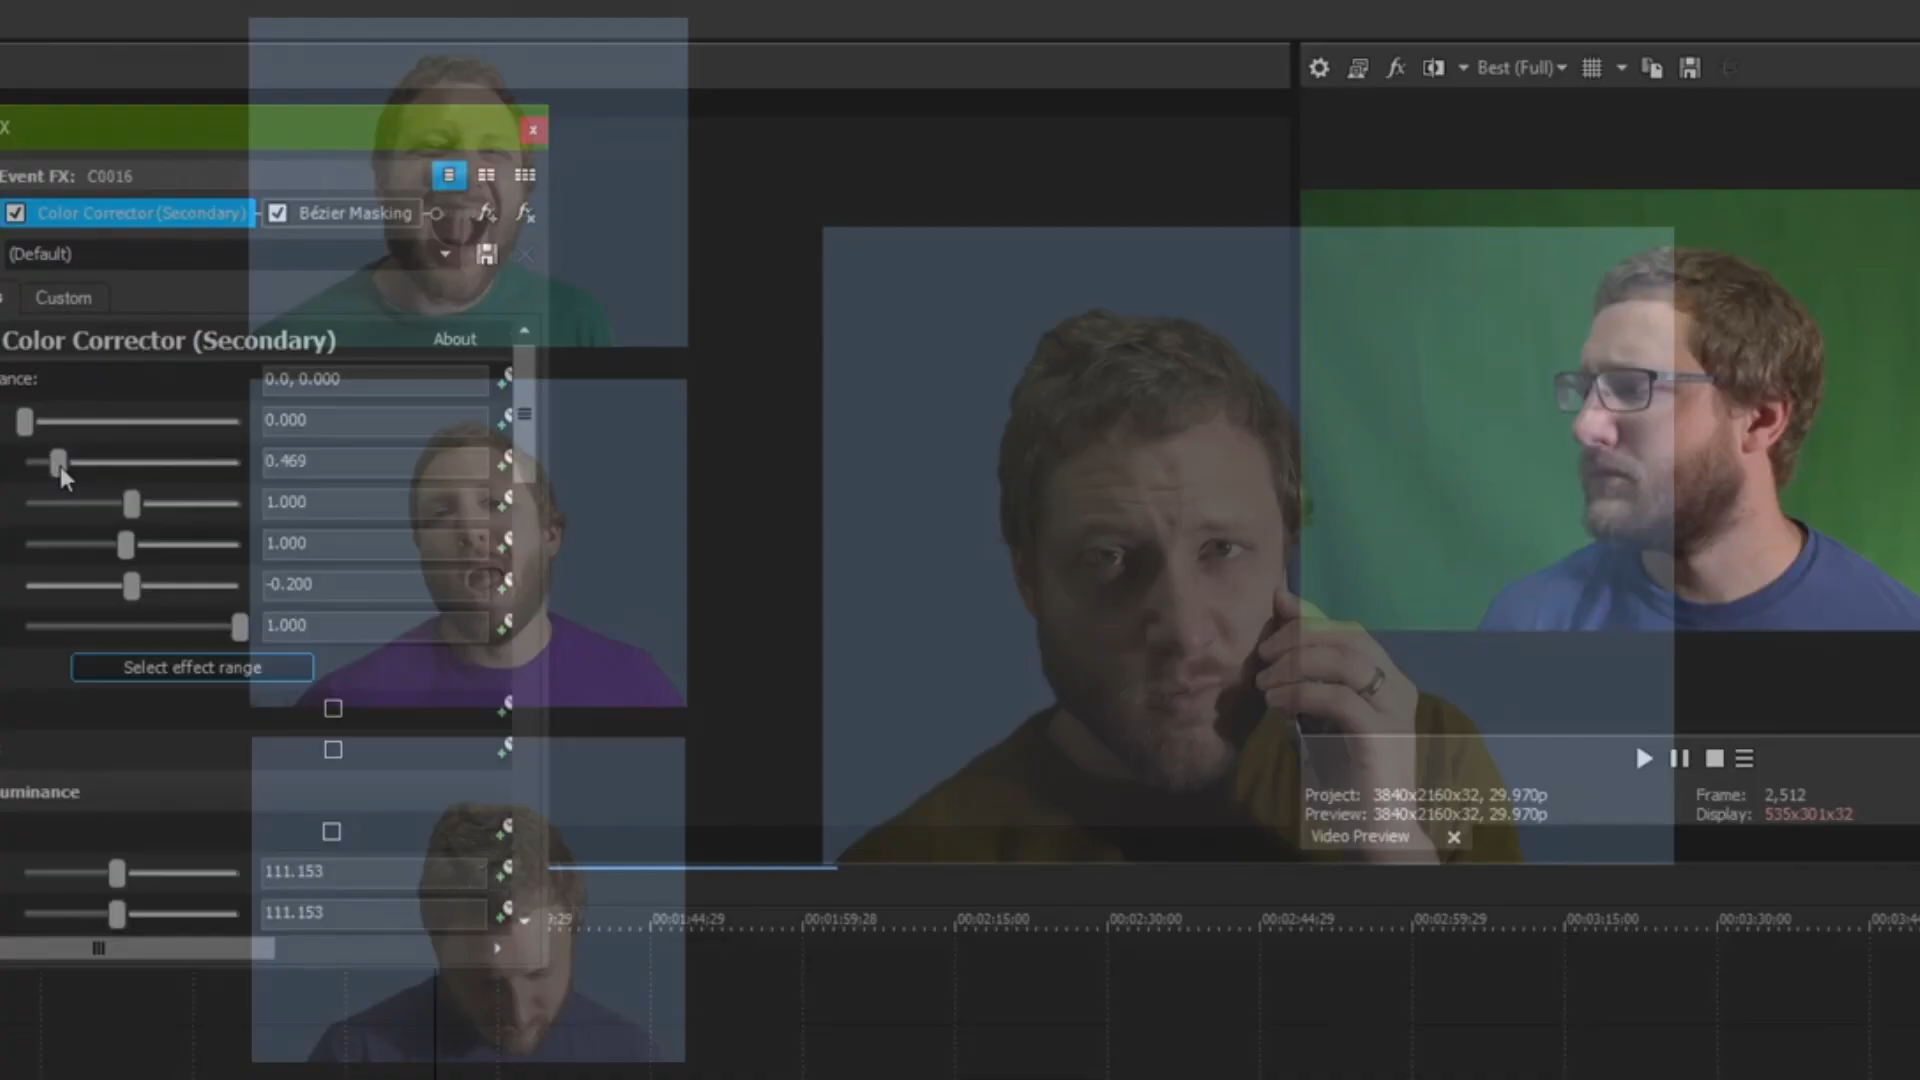 X
x
Best (Full)
Event FX: C0016
Color Corrector (Secondary)
Bézier Masking
(Default)
Custom
Color Corrector (Secondary)
About
ance:
0.0, 0.000
0.000
0.469
1.000
1.000
-0.200
1.000
Select effect range
uminance
111.153
111.153
Project: 3840x2160x32, 29.970p
Preview: 3840x2160x32, 29.970p
Video Preview
Frame: 2,512
Display: 535x301x32
00:01:44;29
00:01:59;28
00:02:15;00
00:02:30;00
00:02:44;29
00:02:59;29
00:03:15;00
00:03:30;00
00:03:44